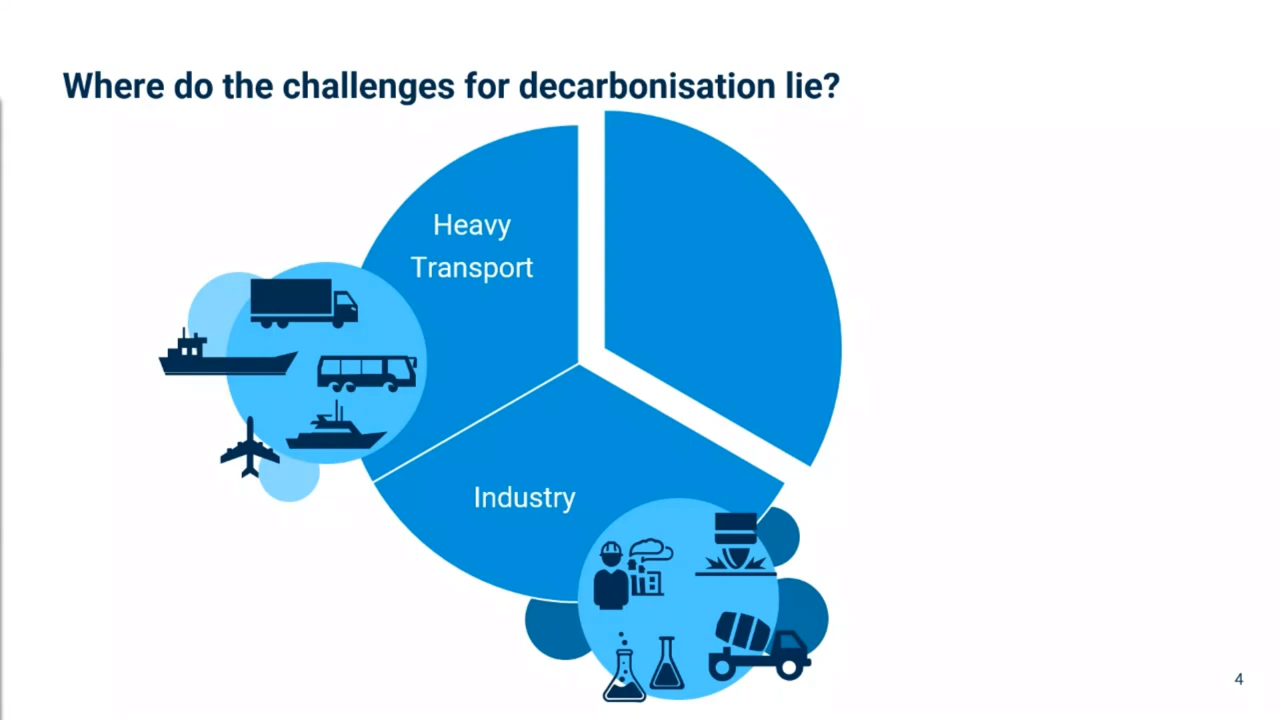 Where do the challenges for decarbonisation lie?
Heavy
Transport
Industry
4